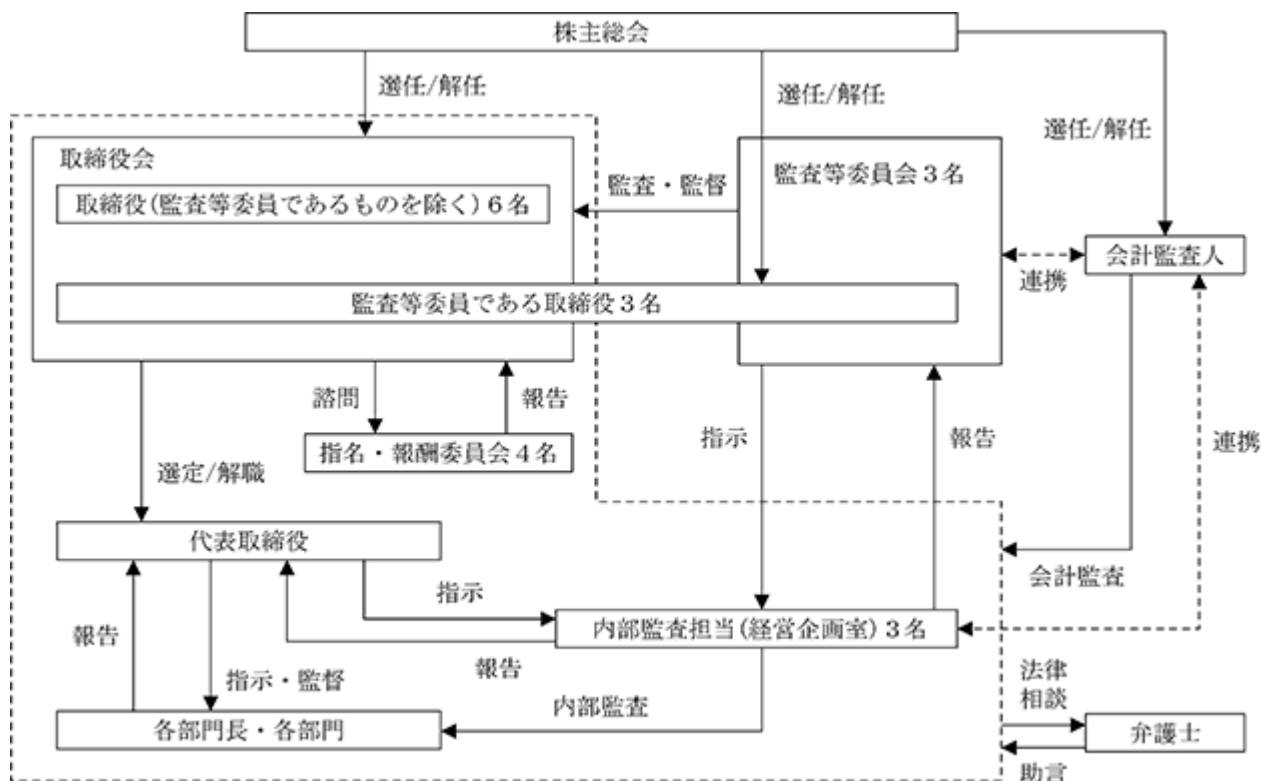 株主総会
選任/解任
選任/解任
選任/解任
取締役会
取締役(監査等委員であるものを除く)6名
監査・監督
監査等委員会3名
会計監査人
連携
監査等委員である取締役3名
諮問
報告
指名・報酬委員会4名
指示
報告
連携
選定/解職
代表取締役
会計監査
指示
内部監査担当(経営企画室)3名
報告
報告
指示・監督
内部監査
法律
相談
各部門長・各部門
弁護士
助言